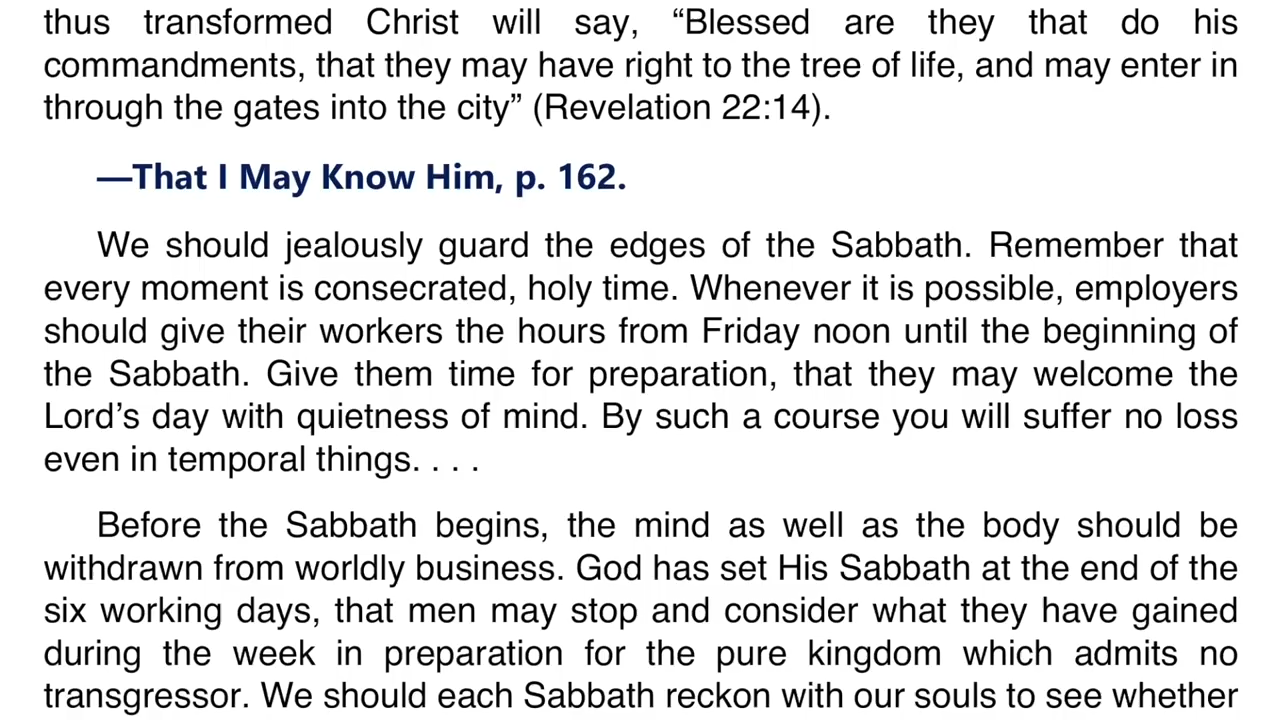 thus transformed Christ will say, “Blessed are they that do his
commandments, that they may have right to the tree of life, and may enter in
through the gates into the city” (Revelation 22:14).
—That I May Know Him, p. 162.
We should jealously guard the edges of the Sabbath. Remember that
every moment is consecrated, holy time. Whenever it is possible, employers
should give their workers the hours from Friday noon until the beginning of
the Sabbath. Give them time for preparation, that they may welcome the
Lord’s day with quietness of mind. By such a course you will suffer no loss
even in temporal things. . . .
Before the Sabbath begins, the mind as well as the body should be
withdrawn from worldly business. God has set His Sabbath at the end of the
six working days, that men may stop and consider what they have gained
during the week in preparation for the pure kingdom which admits no
transgressor. We should each Sabbath reckon with our souls to see whether